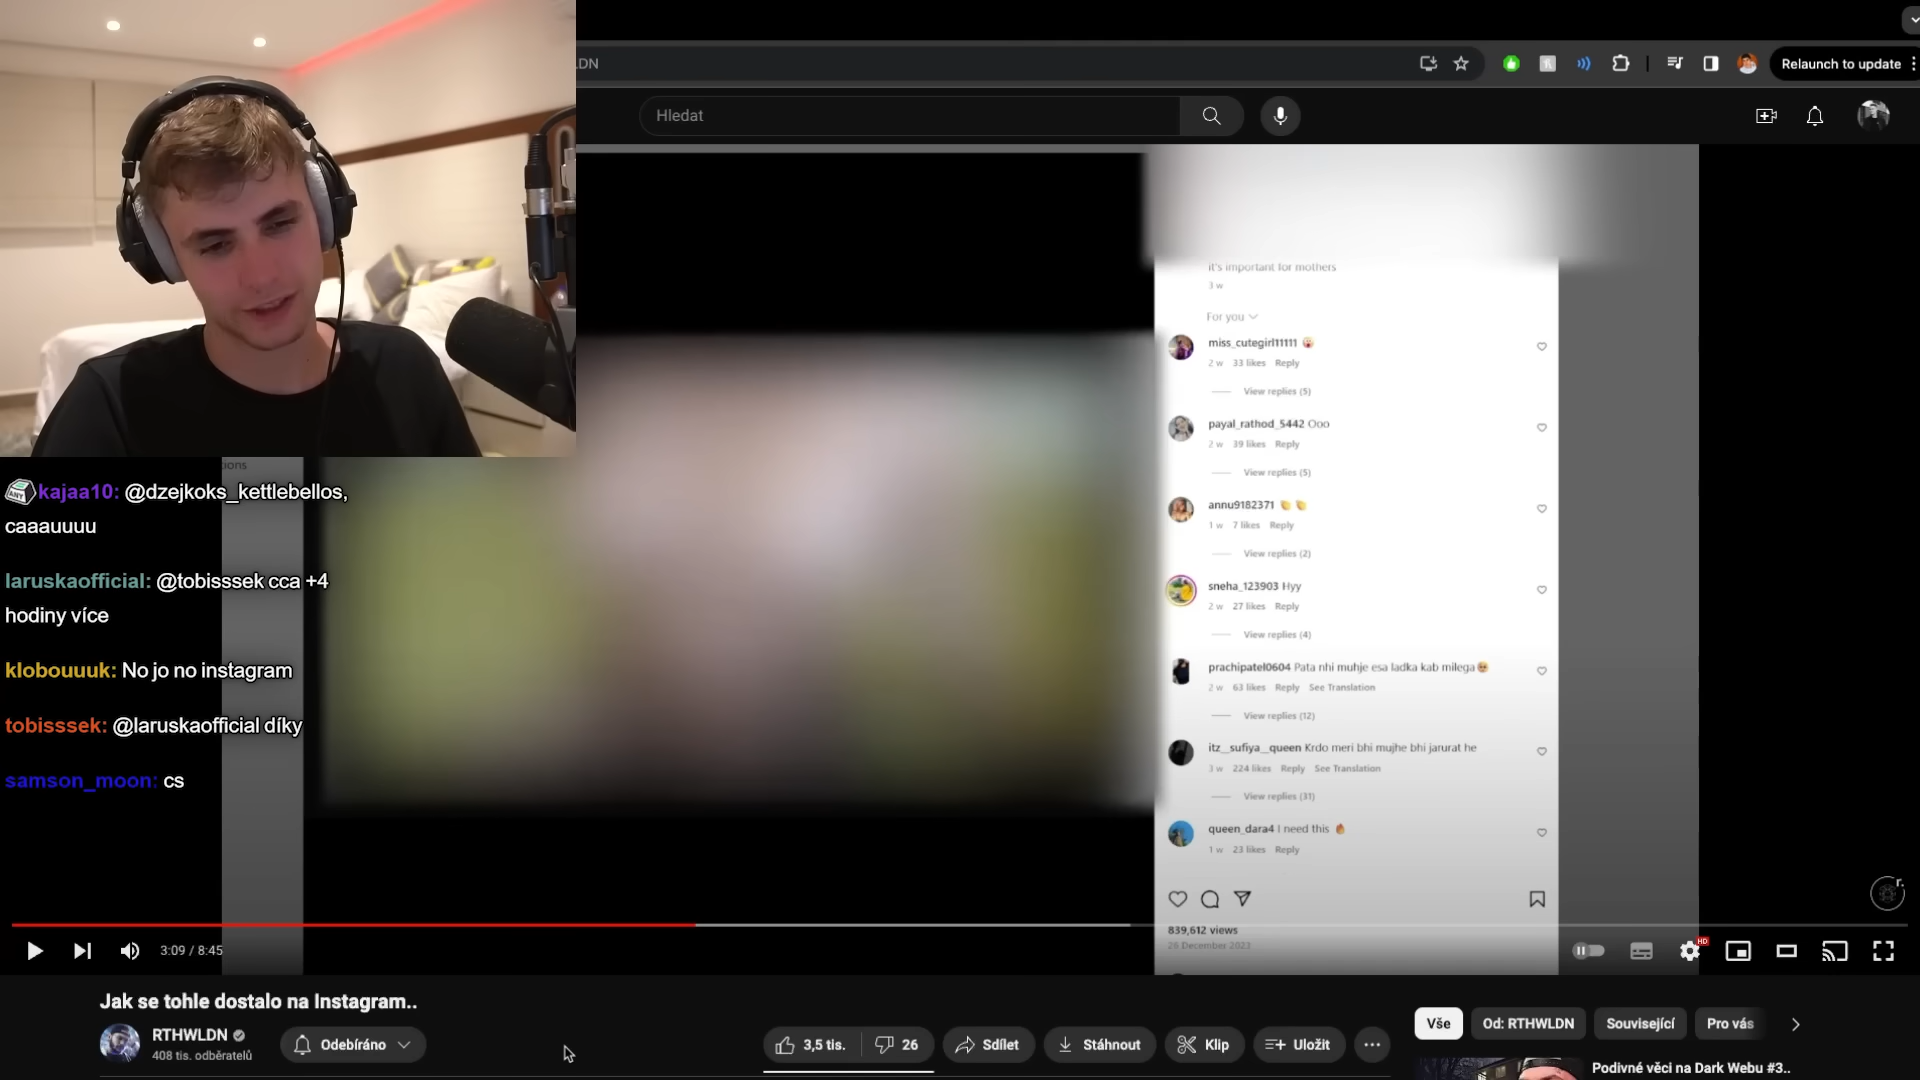 LDN
Relaunch to update
Hledat
it's important for mothers
3 w
For you
miss_cutegirl11111
2 w 33 likes Reply
View replies (5)
payal_rathod_5442 Ooo
2 w 39 likes Reply
View replies (5)
annu9182371
1 w 7 likes Reply
View replies (2)
sneha_123903 Hyy
2 w 27 likes Reply
View replies (4)
prachipatel0604 Pata nhi muhje esa ladka kab milega
2 w 63 likes Reply See Translation
View replies (12)
itz__sufiya__queen Krdo meri bhi mujhe bhi jarurat he
3 w 224 likes Reply See Translation
View replies (31)
queen_dara4 I need this
1 w 23 likes Reply
839,612 views
26 December 2023
ions
ANY
kajaa10: @dzejkoks_kettlebellos,
caaauuuu
laruskaofficial: @tobisssek cca +4
hodiny více
klobouuuk: No jo no instagram
tobisssek: @laruskaofficial díky
samson_moon: cs
r.
3:09 / 8:45
HD
Jak se tohle dostalo na Instagram..
RTHWLDN
408 tis. odběratelů
Odebíráno
3,5 tis.
26
Sdílet
Stáhnout
Klip
Uložit
Vše
Od: RTHWLDN
Související
Pro vás
Podivné věci na Dark Webu #3..